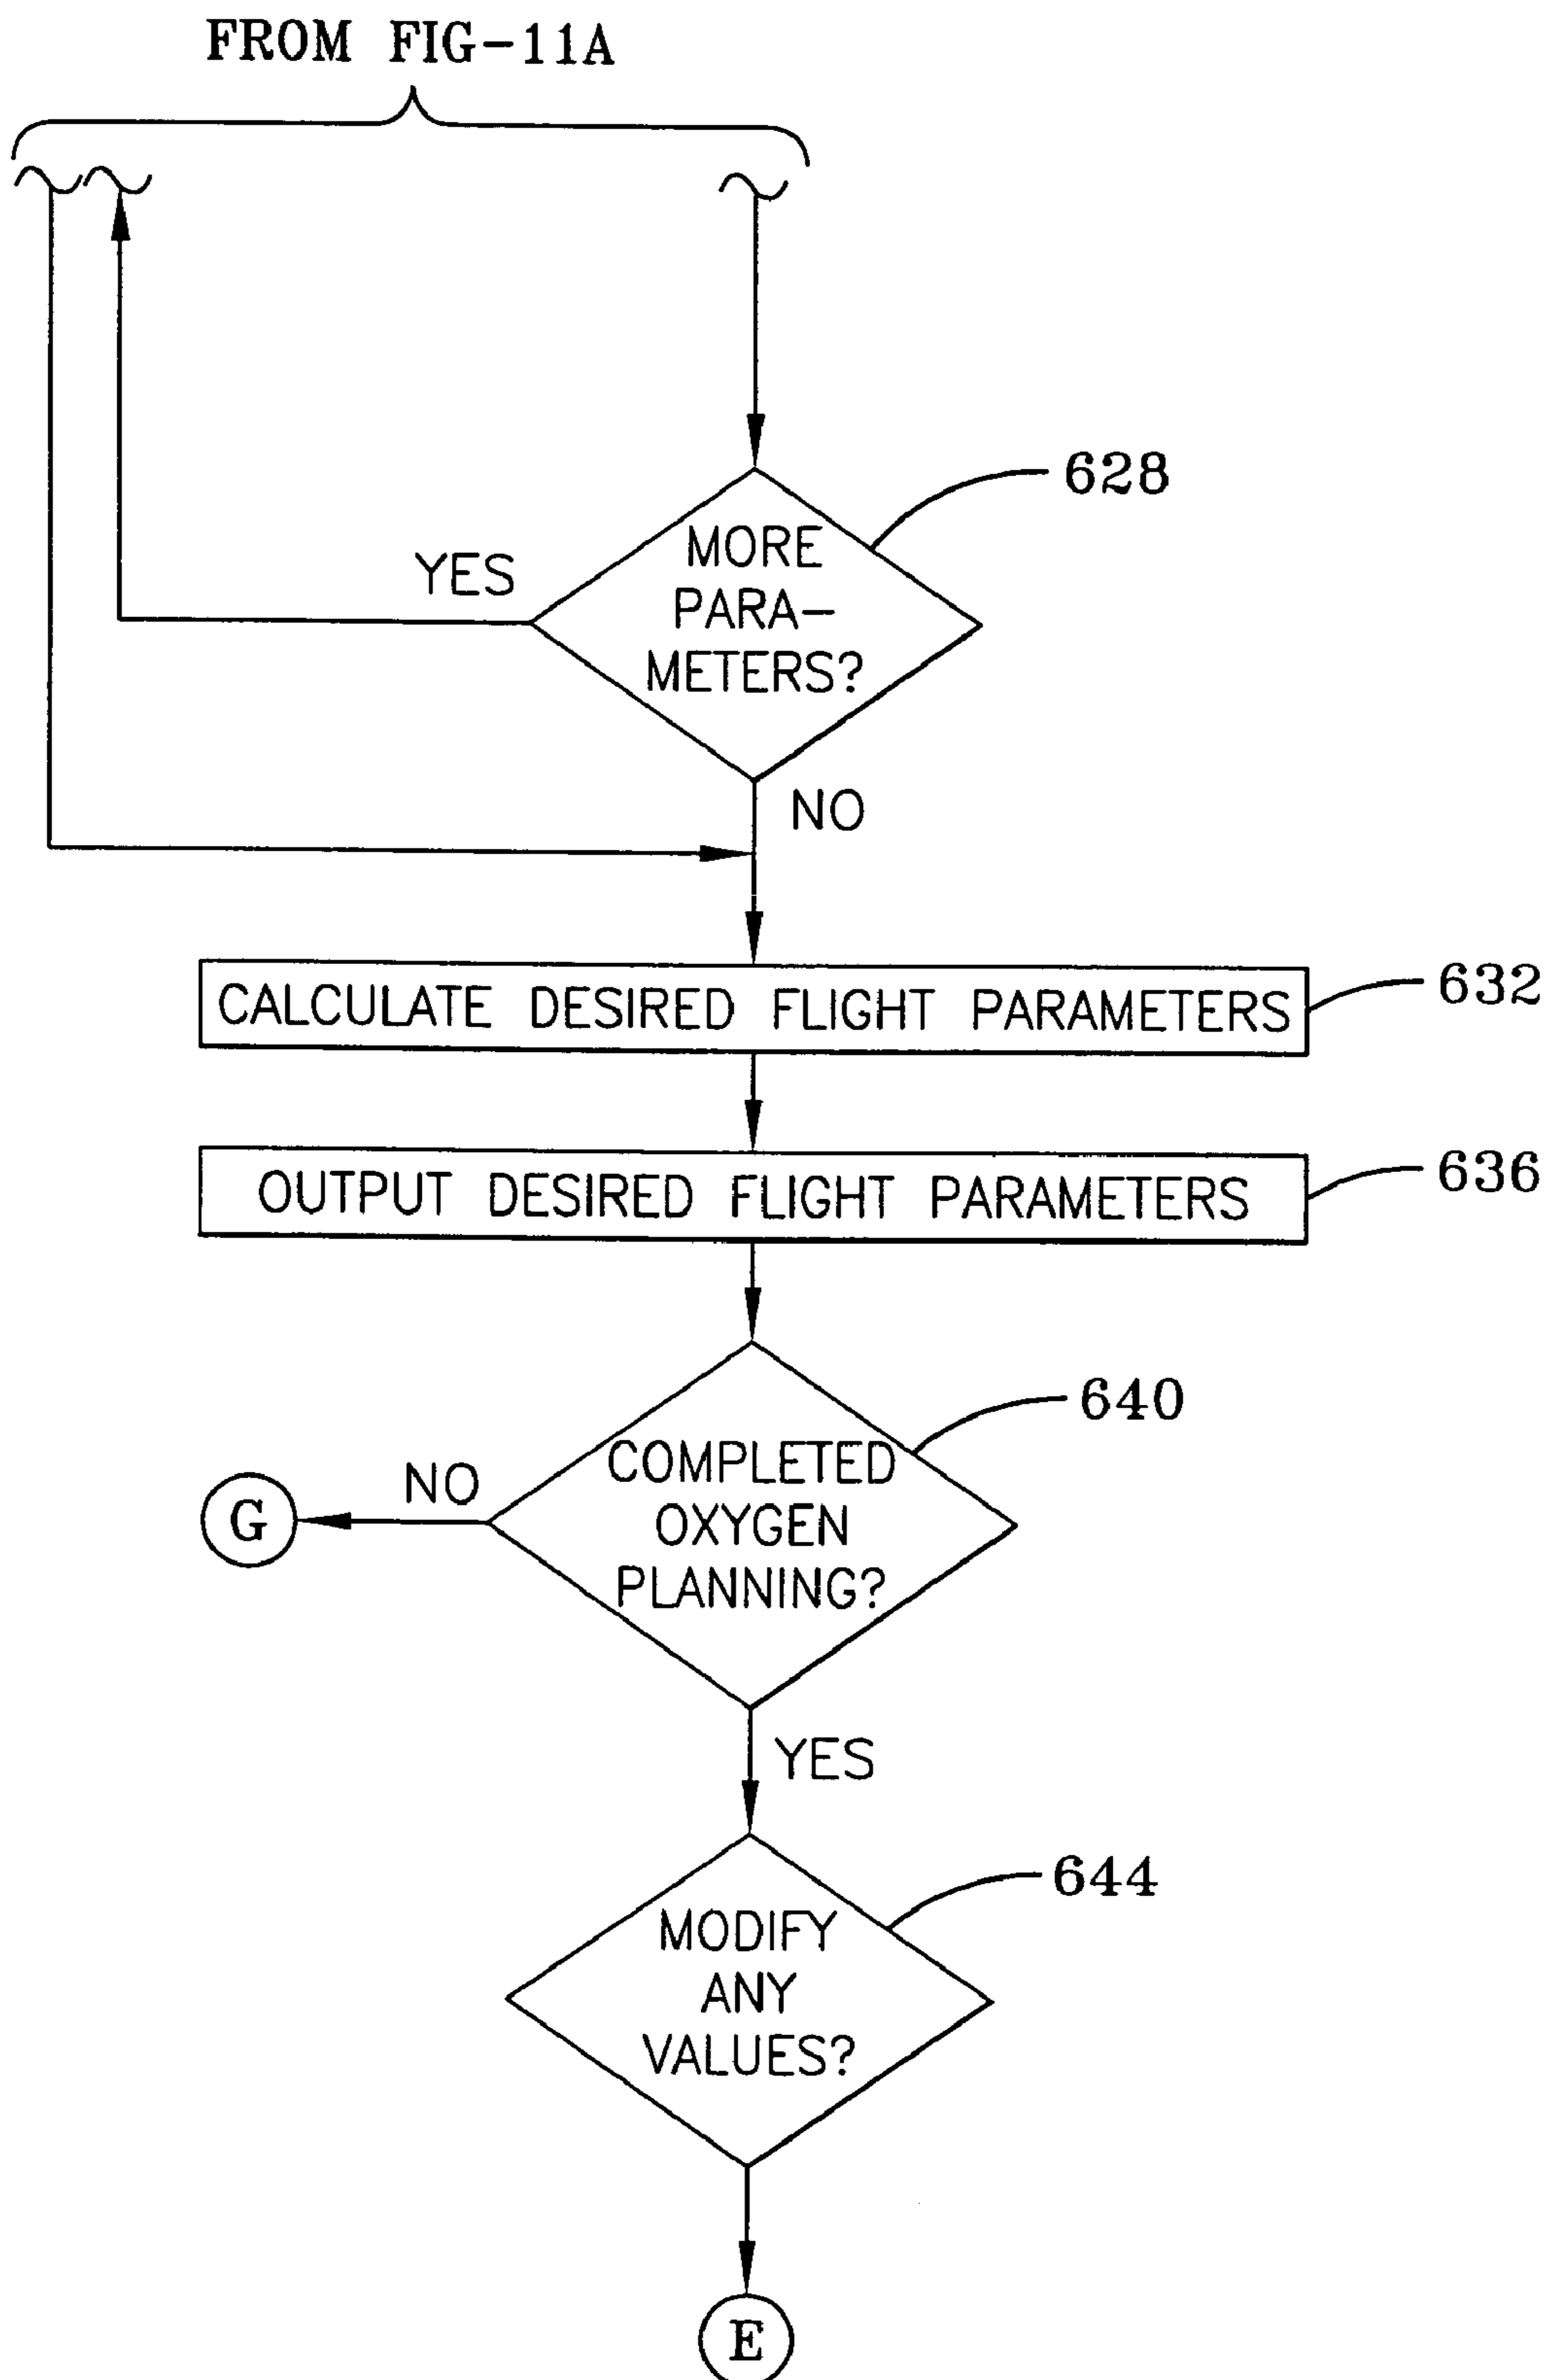 FROM FIG-11A
628
MORE
YES
PARA-
METERS?
NO
CALCULATE DESIRED FLIGHT PARAMETERS
632
OUTPUT DESIRED FLIGHT PARAMETERS
636
640
COMPLETED
NO
OXYGEN
G
PLANNING?
YES
644
MODIFY
ANY
VALUES?
E